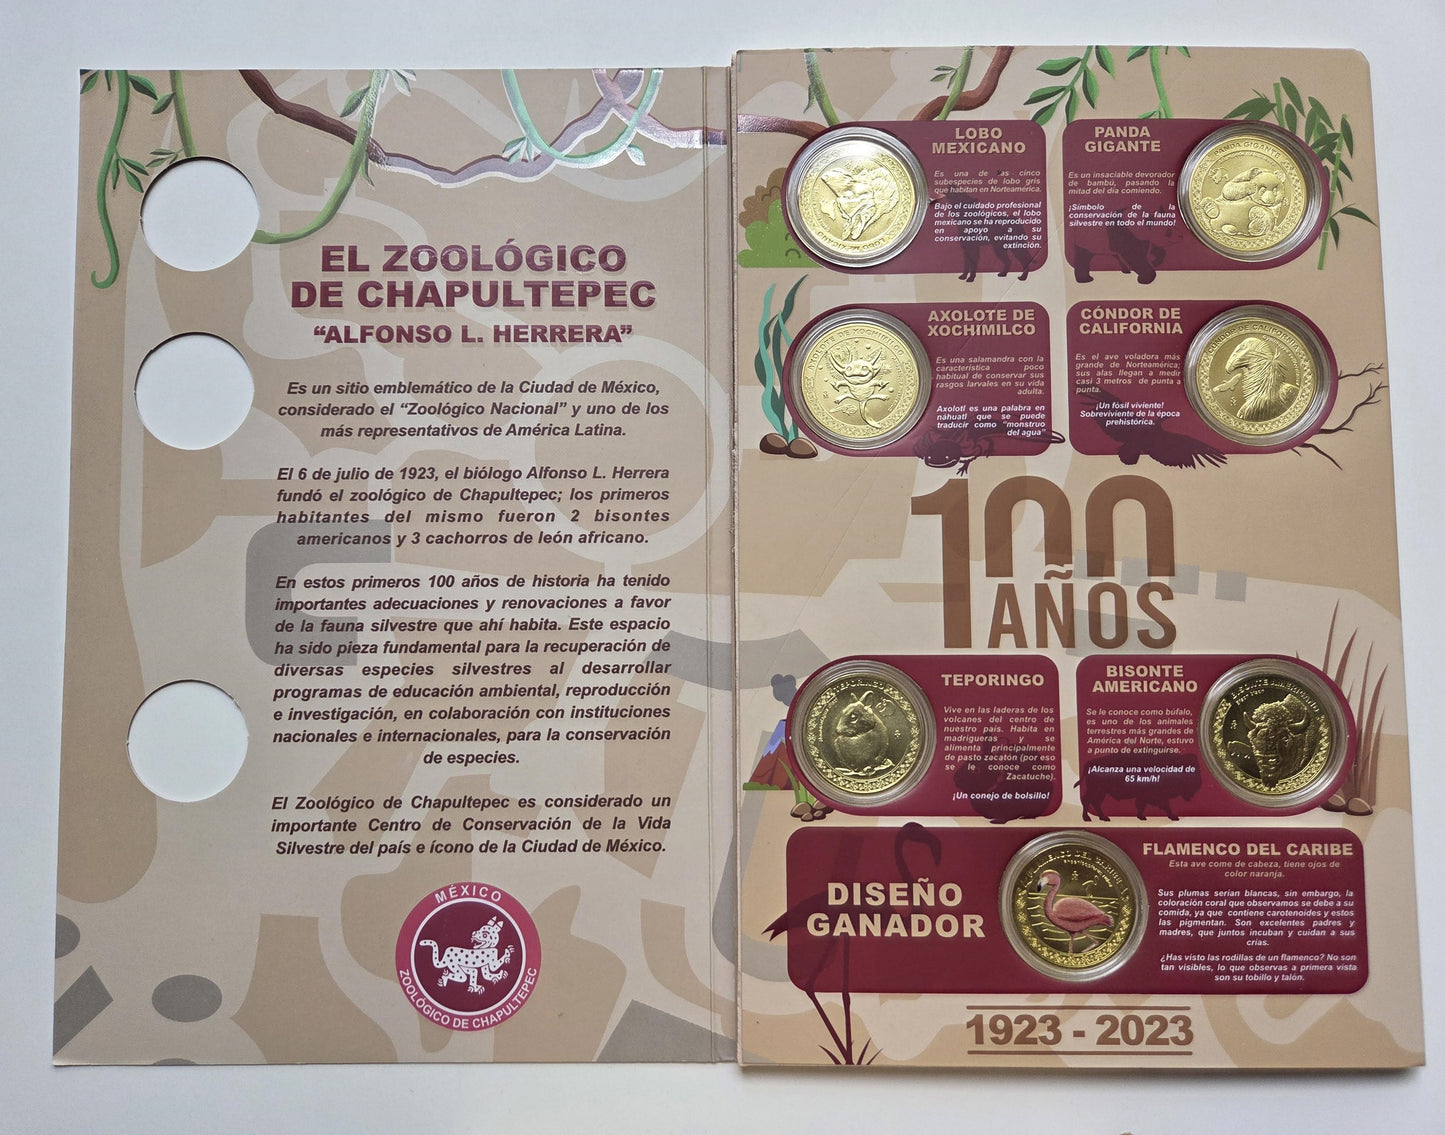 EL ZOOLÓGICO
DE CHAPULTEPEC
“ALFONSO L. HERRERA”
Es un sitio emblemático de la Ciudad de México,
considerado el “Zoológico Nacional” y uno de los
más representativos de América Latina.
El 6 de julio de 1923, el biólogo Alfonso L. Herrera
fundó el zoológico de Chapultepec; los primeros
habitantes del mismo fueron 2 bisontes
americanos y 3 cachorros de león africano.
En estos primeros 100 años de historia ha tenido
importantes adecuaciones y renovaciones a favor
de la fauna silvestre que ahí habita. Este espacio
ha sido pieza fundamental para la recuperación de
diversas especies silvestres al desarrollar
programas de educación ambiental, reproducción
e investigación, en colaboración con instituciones
nacionales e internacionales, para la conservación
de especies.
El Zoológico de Chapultepec es considerado un
importante Centro de Conservación de la Vida
Silvestre del país e ícono de la Ciudad de México.
MÉXICO
ZOOLÓGICO DE CHAPULTEPEC
LOBO
MEXICANO
Es una de las cinco
subespecies de lobo gris
que habitan en Norteamérica.
Bajo el cuidado profesional
de los zoológicos, el lobo
mexicano se ha reproducido
en apoyo a su
conservación, evitando su
extinción.
LOBO MEXICANO
PANDA
GIGANTE
Es un insaciable devorador
de bambú, pasando la
mitad del día comiendo.
¡Símbolo de la
conservación de la fauna
silvestre en todo el mundo!
PANDA GIGANTE
AXOLOTE DE XOCHIMILCO
AXOLOTE DE
XOCHIMILCO
Es una salamandra con la
característica poco
habitual de conservar sus
rasgos larvales en su vida
adulta.
Axolotl es una palabra en
náhuatl que se puede
traducir como "monstruo
del agua"
CÓNDOR DE
CALIFORNIA
Es el ave voladora más
grande de Norteamérica;
sus alas llegan a medir
casi 3 metros de punta a
punta.
¡Un fósil viviente!
Sobreviviente de la época
prehistórica.
CÓNDOR DE CALIFORNIA
100
AÑOS
TEPORINGO
TEPORINGO
Vive en las laderas de los
volcanes del centro de
nuestro país. Habita en
madrigueras y se
alimenta principalmente
de pasto zacatón (por eso
se le conoce como
Zacatuche).
¡Un conejo de bolsillo!
BISONTE
AMERICANO
Se le conoce como búfalo,
es uno de los animales
terrestres más grandes de
América del Norte, estuvo
a punto de extinguirse.
¡Alcanza una velocidad de
65 km/h!
BISONTE AMERICANO
DISEÑO
GANADOR
FLAMENCO DEL CARIBE
FLAMENCO DEL CARIBE
Esta ave come de cabeza, tiene ojos de
color naranja.
Sus plumas serían blancas, sin embargo, la
coloración coral que observamos se debe a su
comida, ya que contiene carotenoides y estos
las pigmentan. Son excelentes padres y
madres, que juntos incuban y cuidan a sus
crías.
¿Has visto las rodillas de un flamenco? No son
tan visibles, lo que observas a primera vista
son su tobillo y talón.
1923 - 2023